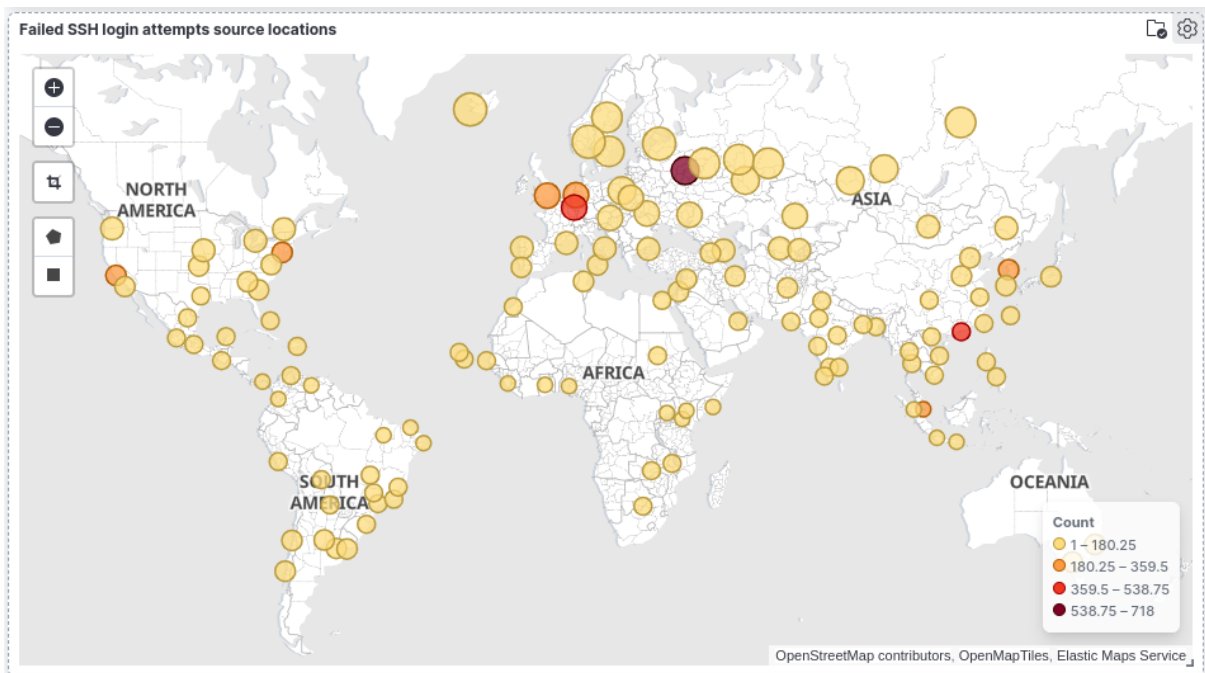 Failed SSH login attempts source locations
NORTH
AMERICA
ASIA
AFRICA
SOUTH
AMERICA
OCEANIA
Count
1 – 180.25
180.25 – 359.5
359.5 – 538.75
538.75 – 718
OpenStreetMap contributors, OpenMapTiles, Elastic Maps Service